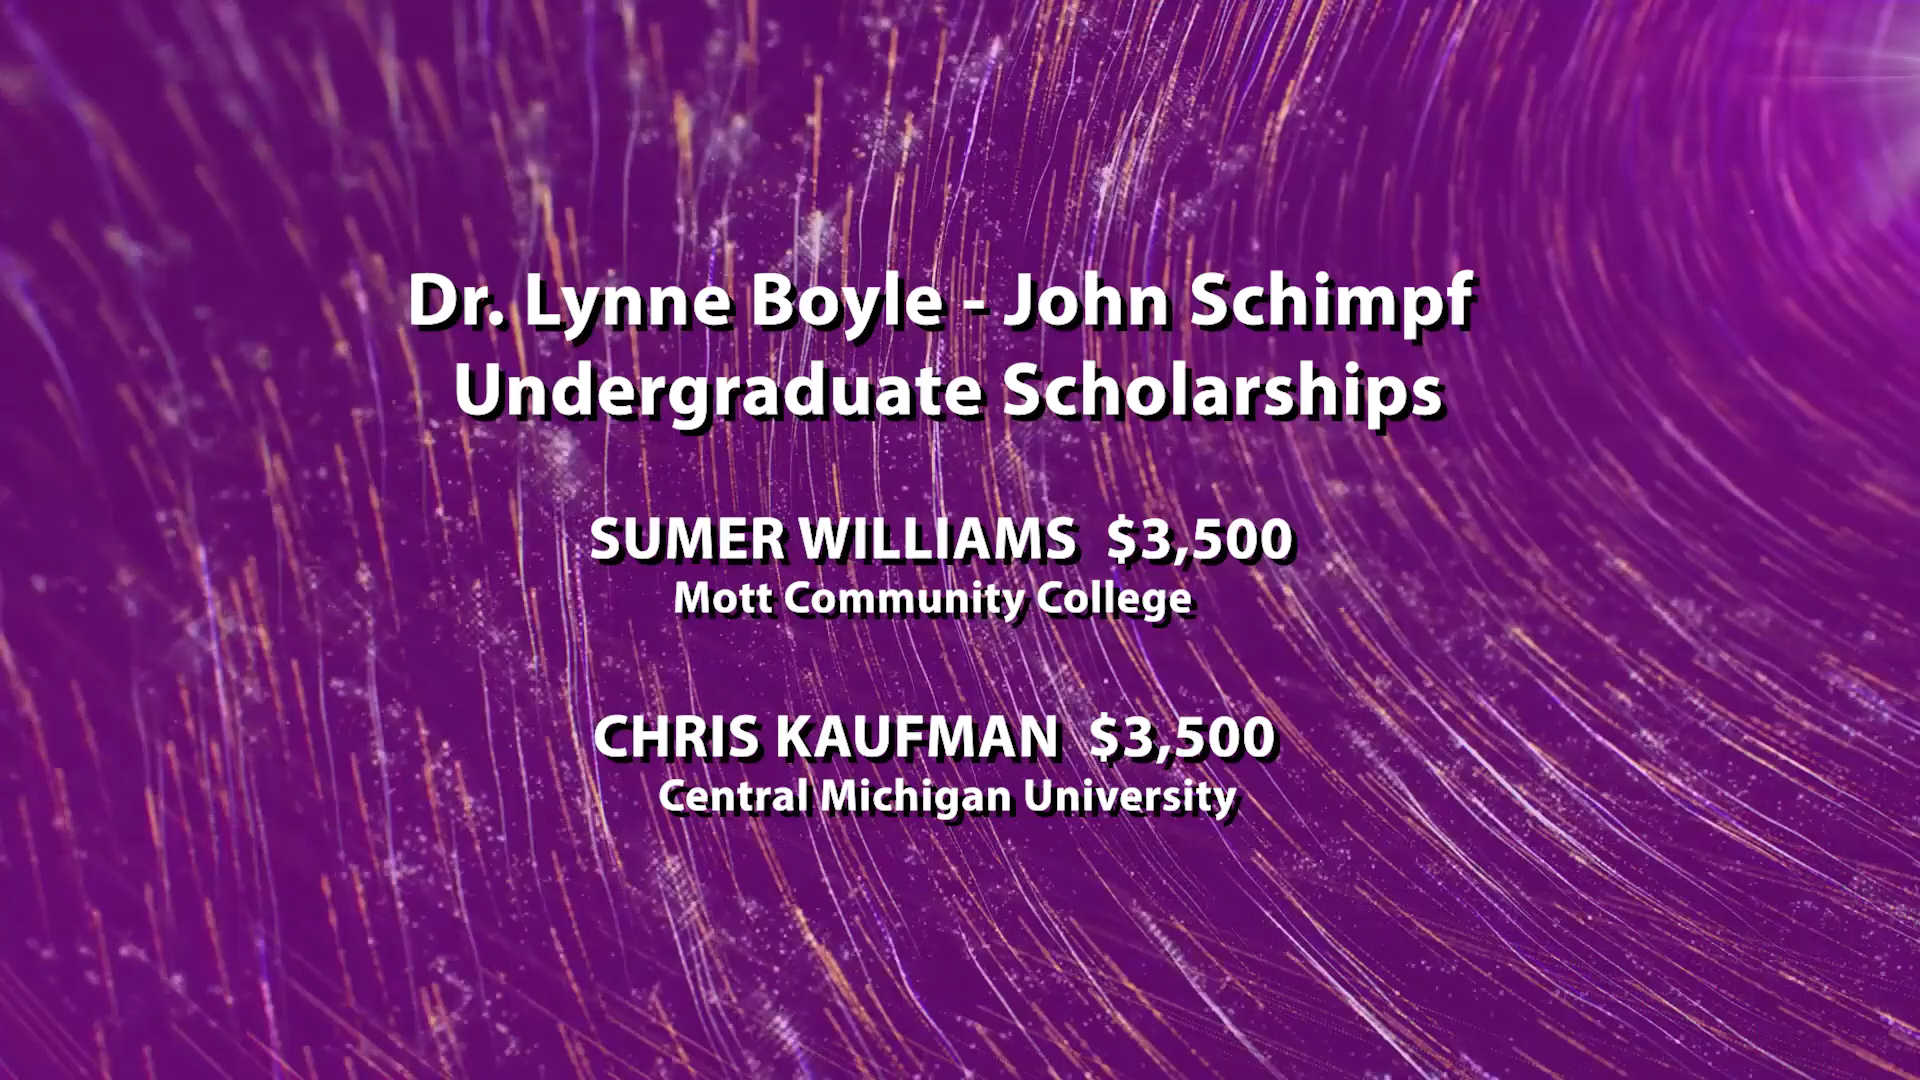 Dr. Lynne Boyle - John Schimpf
Undergraduate Scholarships
SUMER WILLIAMS $3,500
Mott Community College
CHRIS KAUFMAN $3,500
Central Michigan University